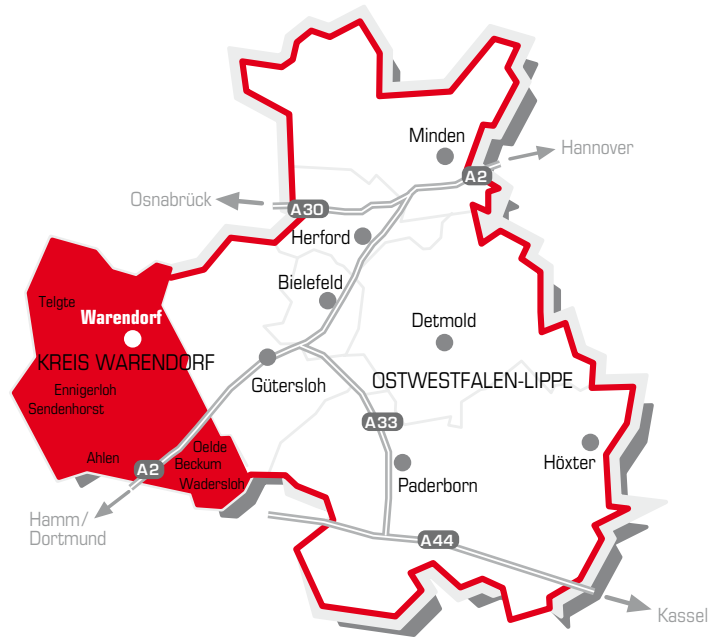 Minden
Hannover
A2
Osnabrück
A30
Herford
Bielefeld
Telgte
Warendorf
Detmold
KREIS WARENDORF
OSTWESTFALEN-LIPPE
Gütersloh
Ennigerloh
Sendenhorst
A33
Oelde
Höxter
Ahlen
Beckum
A2
Paderborn
Wadersloh
Hamm/
Dortmund
A44
Kassel